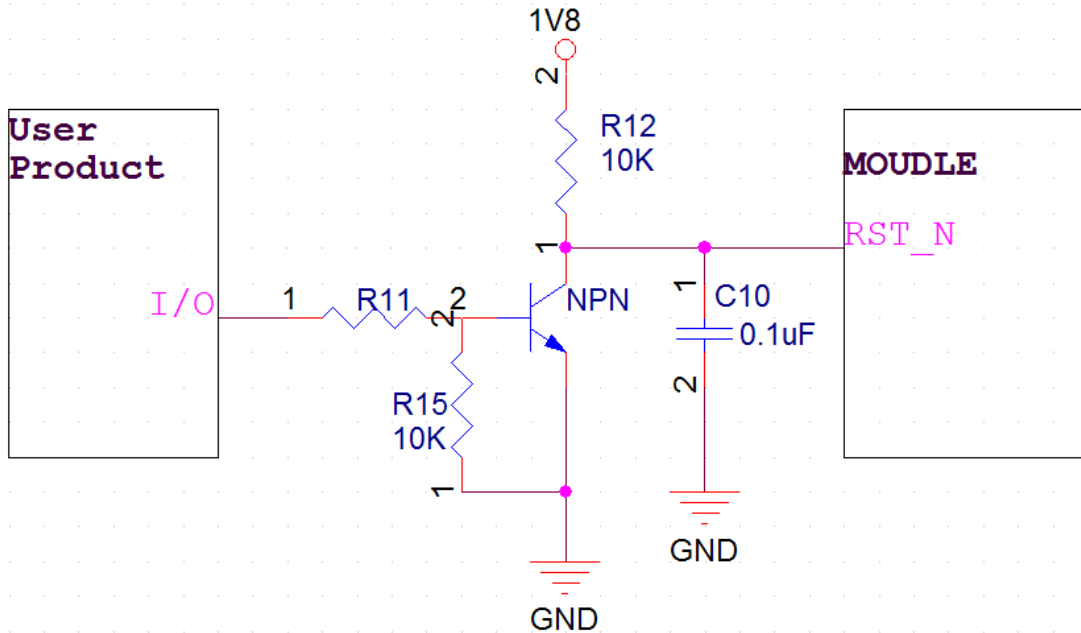 1V8
2
User
Product
R12
10K
MOUDLE
1
RST_N
I/O
1
R11
2
2
NPN
1
C10
0.1uF
2
R15
10K
1
GND
GND